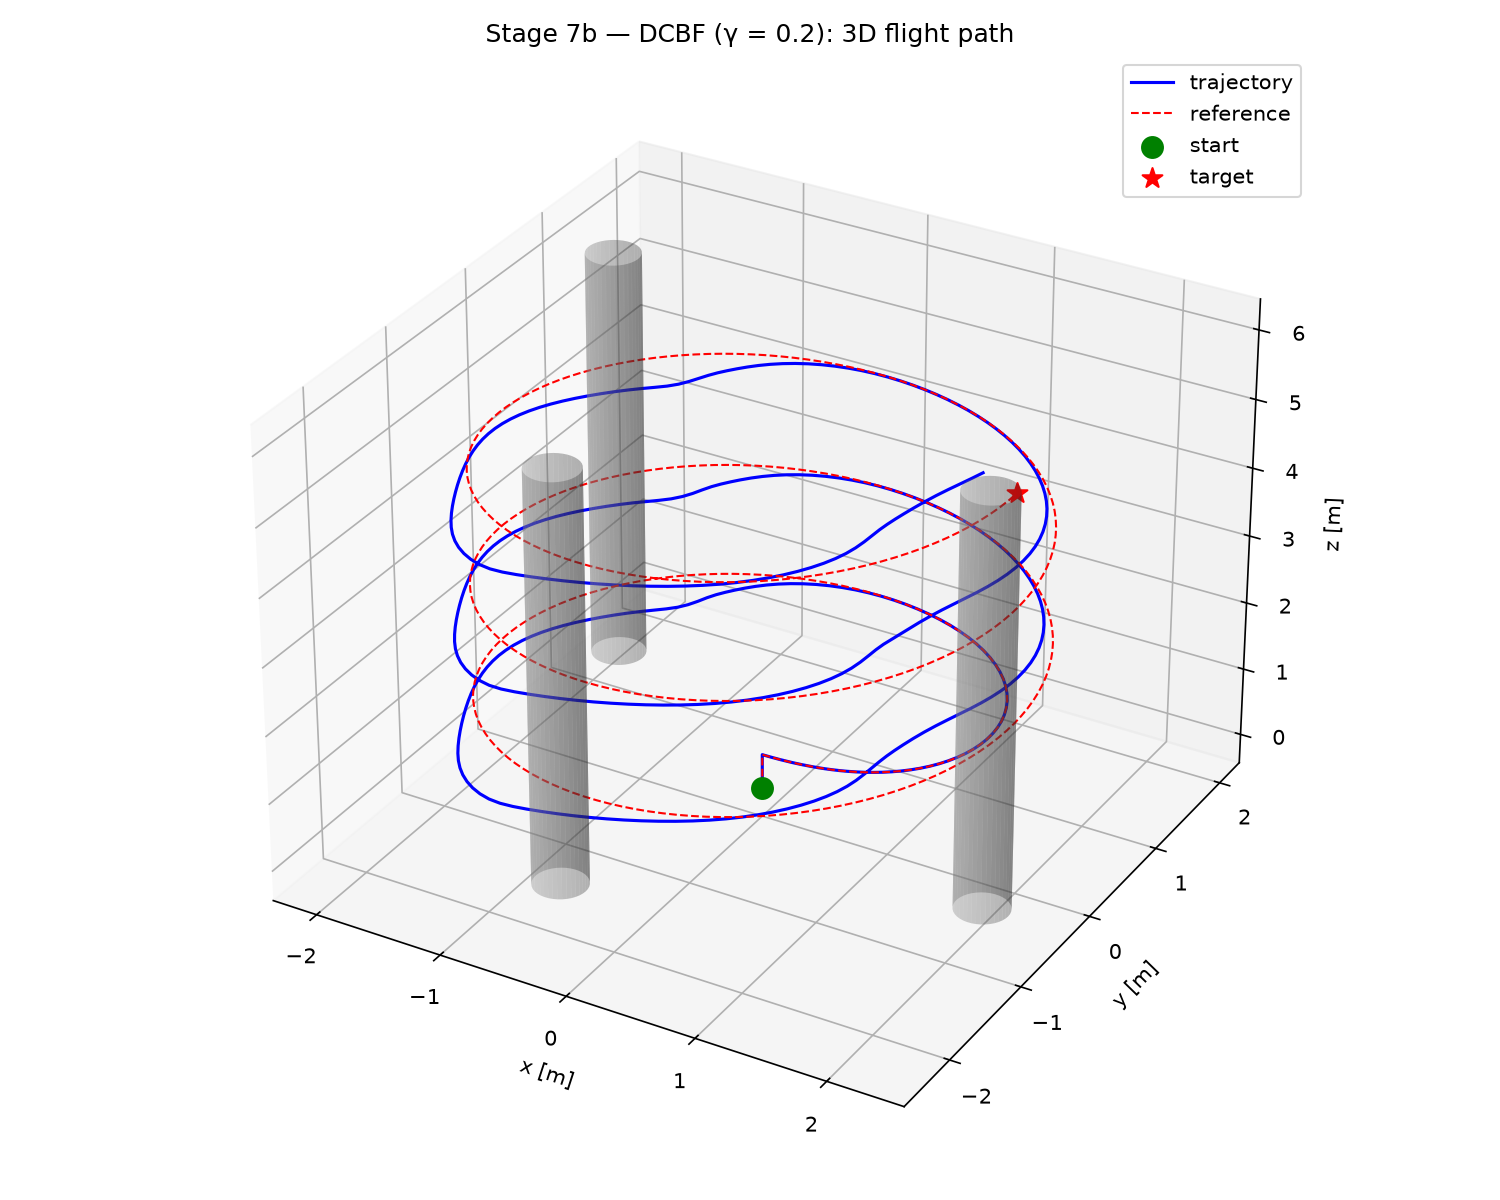 Stage 7b — DCBF (γ = 0.2): 3D flight path
trajectory
reference
start
target
6
5
4
3
2
1
0
z [m]
2
1
0
−1
−2
y [m]
−2
−1
0
1
2
x [m]